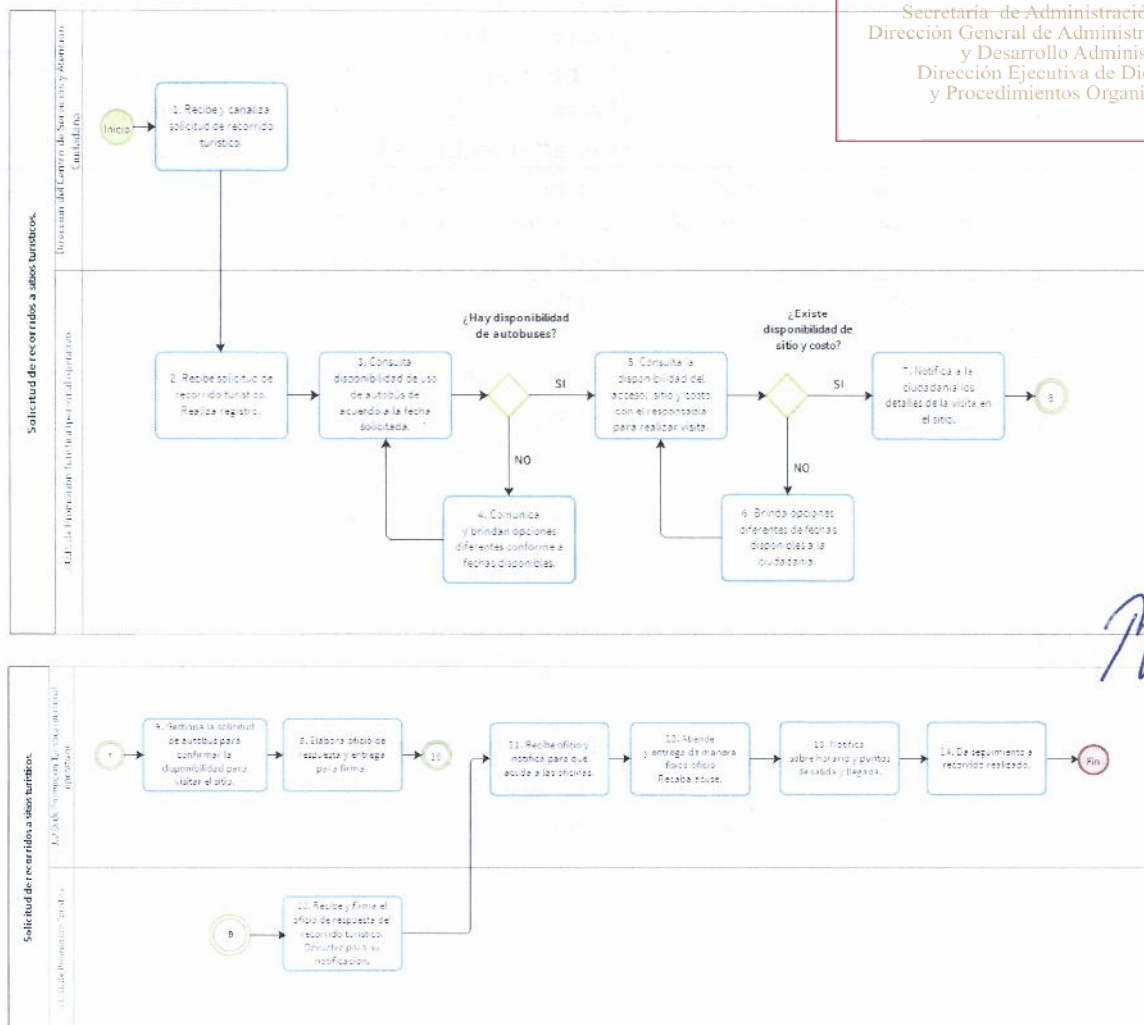 Secretaría de Administració
Dirección General de Administr
y Desarrollo Adminis
Dirección Ejecutiva de Di
y Procedimientos Organi
Solicitud de recorridos a sitios turísticos.
Dirección del Centro de Servicios y Atención
Ciudadana
Inicio
1. Recibe y canaliza
solicitud de recorrido
turístico.
2. Recibe solicitud de
recorrido turístico.
Realiza registro.
3. Consulta
disponibilidad de uso
de autobús de
acuerdo a la fecha
solicitada.
¿Hay disponibilidad
de autobuses?
SI
NO
4. Comunica
y brindan opciones
diferentes conforme a
fechas disponibles.
5. Consulta la
disponibilidad del
acceso, sitio y costo
con el responsable
para realizar visita.
¿Existe
disponibilidad de
sitio y costo?
SI
NO
6. Brinda opciones
diferentes de fechas
disponibles a la
ciudadanía.
7. Notifica a la
ciudadanía los
detalles de la visita en
el sitio.
8
Solicitud de recorridos a sitios turísticos.
7
8. Gestiona la solicitud
de autobús para
confirmar la
disponibilidad para
visitar el sitio.
9. Elabora oficio de
respuesta y entrega
para firma.
10
11. Recibe oficio y
notifica para que
acuda a las oficinas.
12. Atiende
y entrega de manera
física oficio
Recaba acuse.
13. Notifica
sobre horario y puntos
de salida y llegada.
14. Da seguimiento a
recorrido realizado.
Fin
9
Recibe y firma el
oficio de respuesta del
recorrido turístico.
para su
notificación.